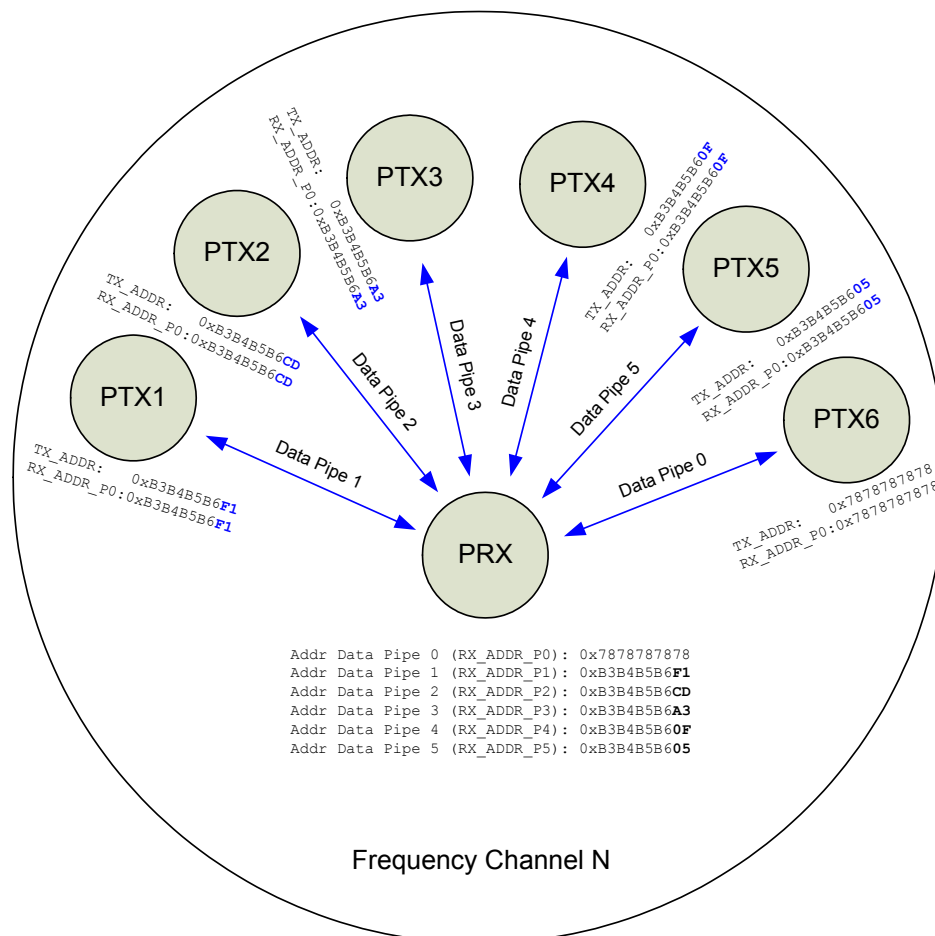 PTX3
PTX4
PTX2
PTX5
PTX1
PTX6
PRX
TX_ADDR: 0xB3B4B5B6F1
RX_ADDR_P0:0xB3B4B5B6F1
TX_ADDR: 0xB3B4B5B6CD
RX_ADDR_P0:0xB3B4B5B6CD
TX_ADDR: 0xB3B4B5B6A3
RX_ADDR_P0:0xB3B4B5B6A3
TX_ADDR: 0xB3B4B5B60F
RX_ADDR_P0:0xB3B4B5B60F
TX_ADDR: 0xB3B4B5B605
RX_ADDR_P0:0xB3B4B5B605
TX_ADDR: 0x7878787878
RX_ADDR_P0:0x7878787878
Data Pipe 1
Data Pipe 2
Data Pipe 3
Data Pipe 4
Data Pipe 5
Data Pipe 0
Addr Data Pipe 0 (RX_ADDR_P0): 0x7878787878
Addr Data Pipe 1 (RX_ADDR_P1): 0xB3B4B5B6F1
Addr Data Pipe 2 (RX_ADDR_P2): 0xB3B4B5B6CD
Addr Data Pipe 3 (RX_ADDR_P3): 0xB3B4B5B6A3
Addr Data Pipe 4 (RX_ADDR_P4): 0xB3B4B5B60F
Addr Data Pipe 5 (RX_ADDR_P5): 0xB3B4B5B605
Frequency Channel N